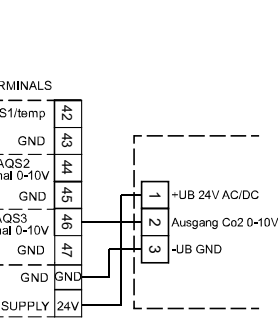 RMINALS
S1/temp 42
GND 43
AQS2
nal 0-10V 44
GND 45
AQS3
nal 0-10V 46
GND 47
GND GND
SUPPLY 24V
1 +UB 24V AC/DC
2 Ausgang Co2 0-10V
3 -UB GND